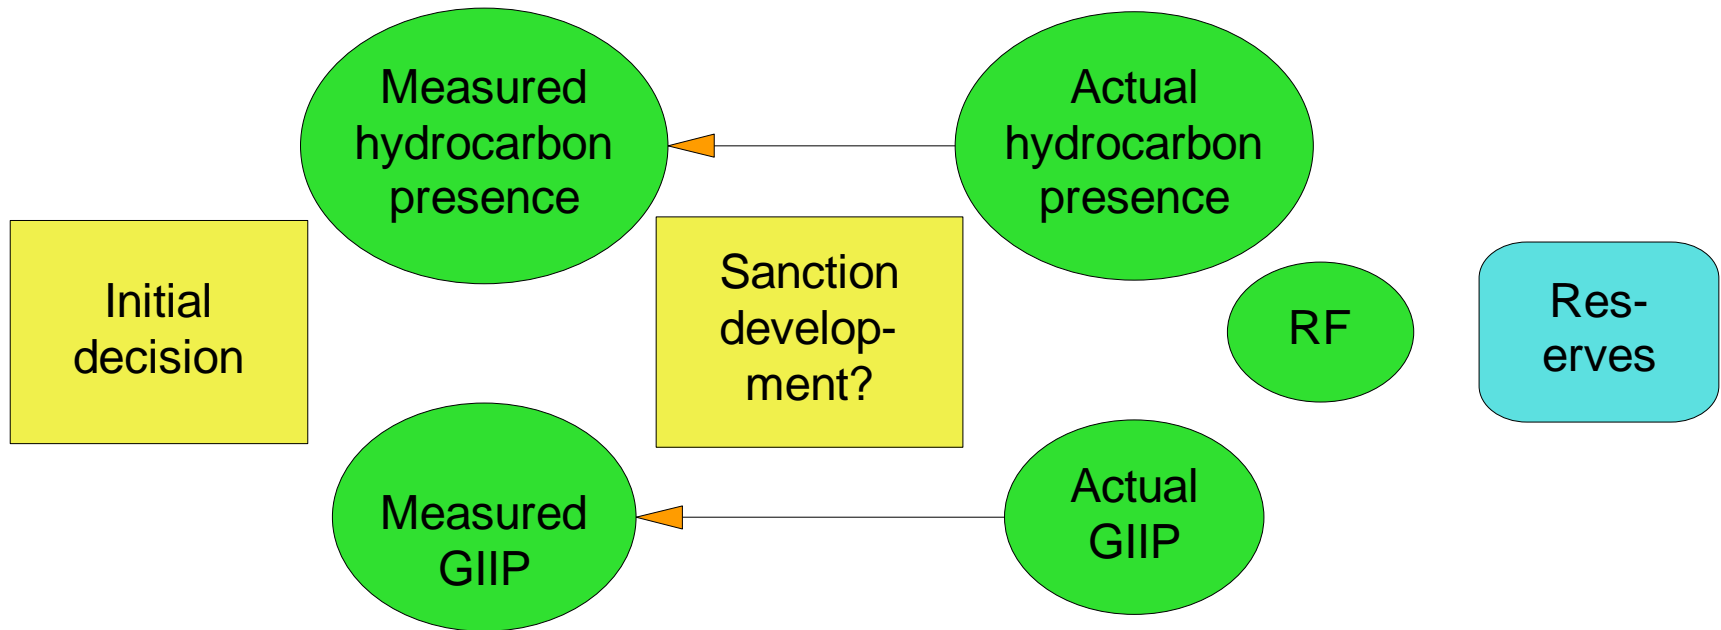 Measured
hydrocarbon
presence
Actual
hydrocarbon
presence
Initial
decision
Sanction
develop-
ment?
RF
Res-
erves
Measured
GIIP
Actual
GIIP